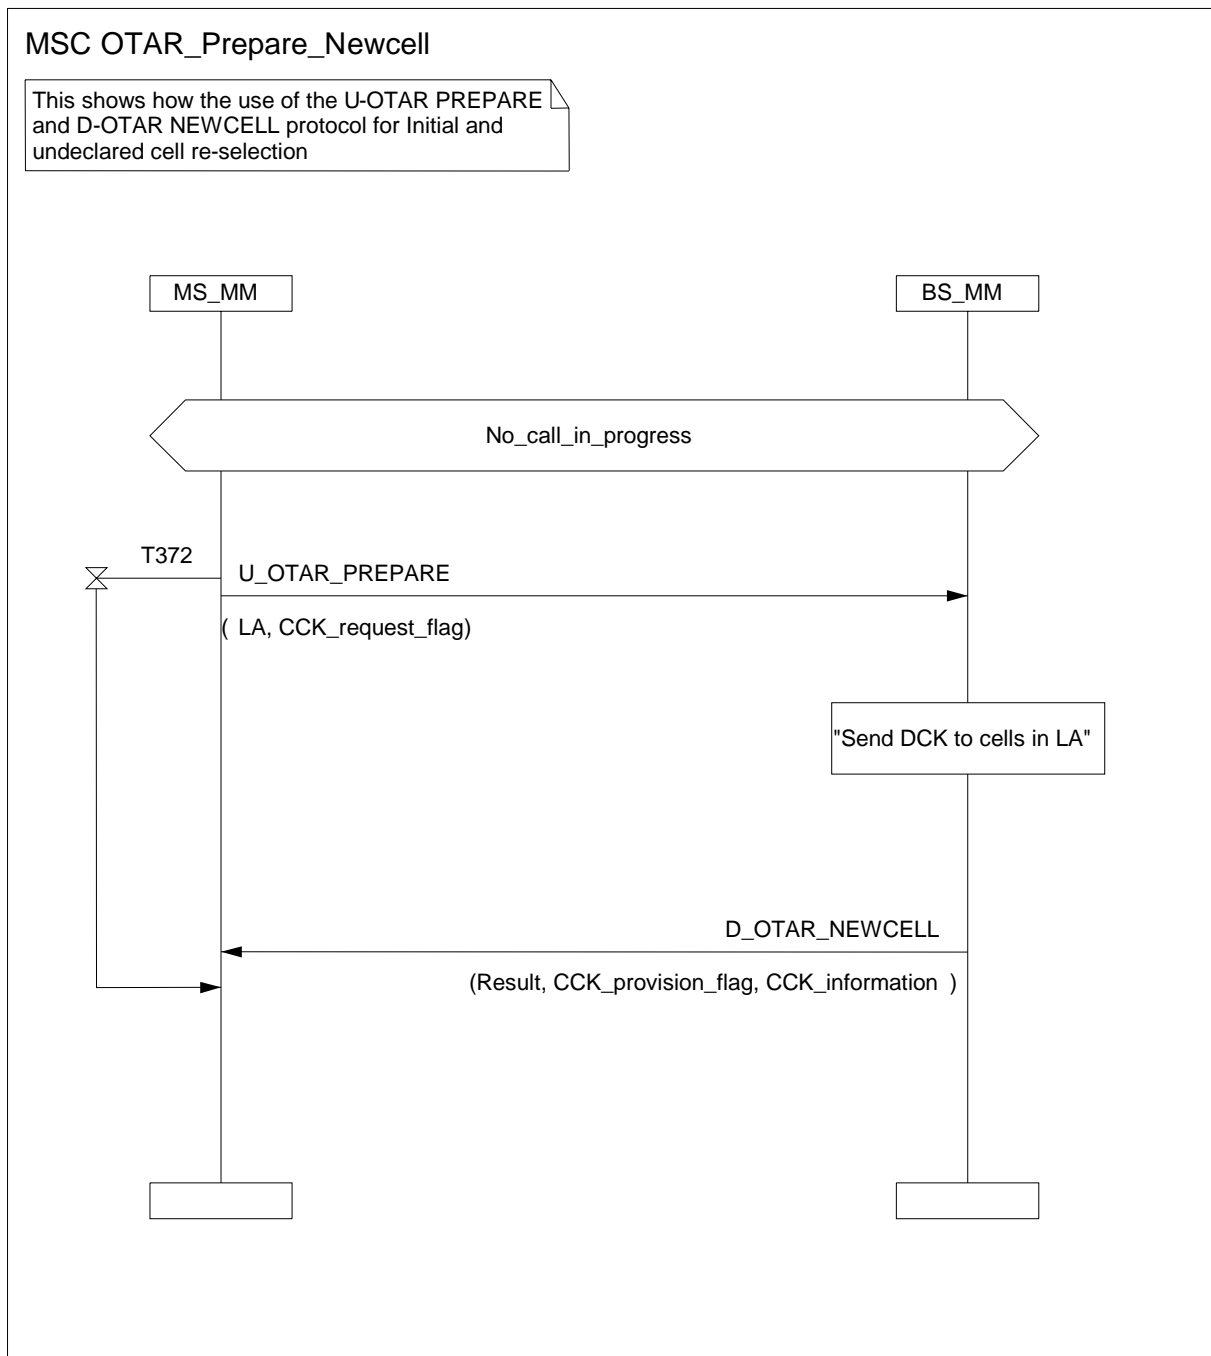 MSC OTAR_Prepare_Newcell
This shows how the use of the U-OTAR PREPARE
and D-OTAR NEWCELL protocol for Initial and
undeclared cell re-selection
MS_MM
BS_MM
No_call_in_progress
T372
U_OTAR_PREPARE
( LA, CCK_request_flag)
"Send DCK to cells in LA"
D_OTAR_NEWCELL
(Result, CCK_provision_flag, CCK_information )